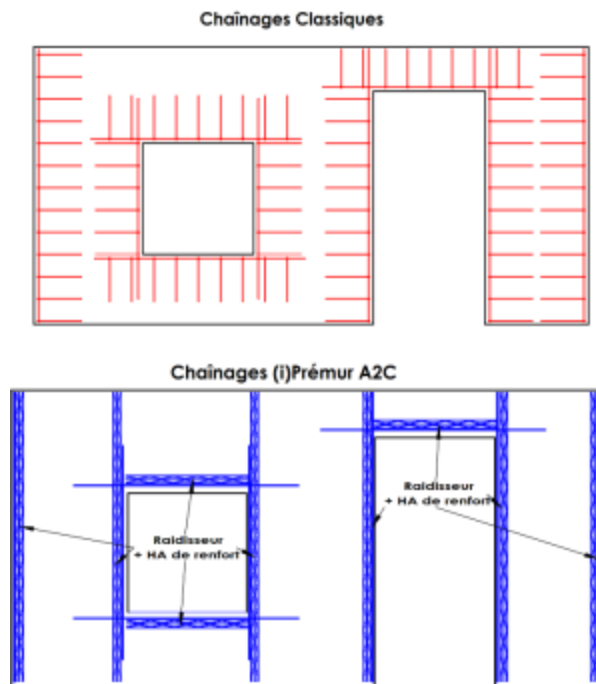 Chaînages Classiques
Chaînages (i)Prémur A2C
Raidisseur
+ HA de renfort
Raidisseur
+ HA de renfort